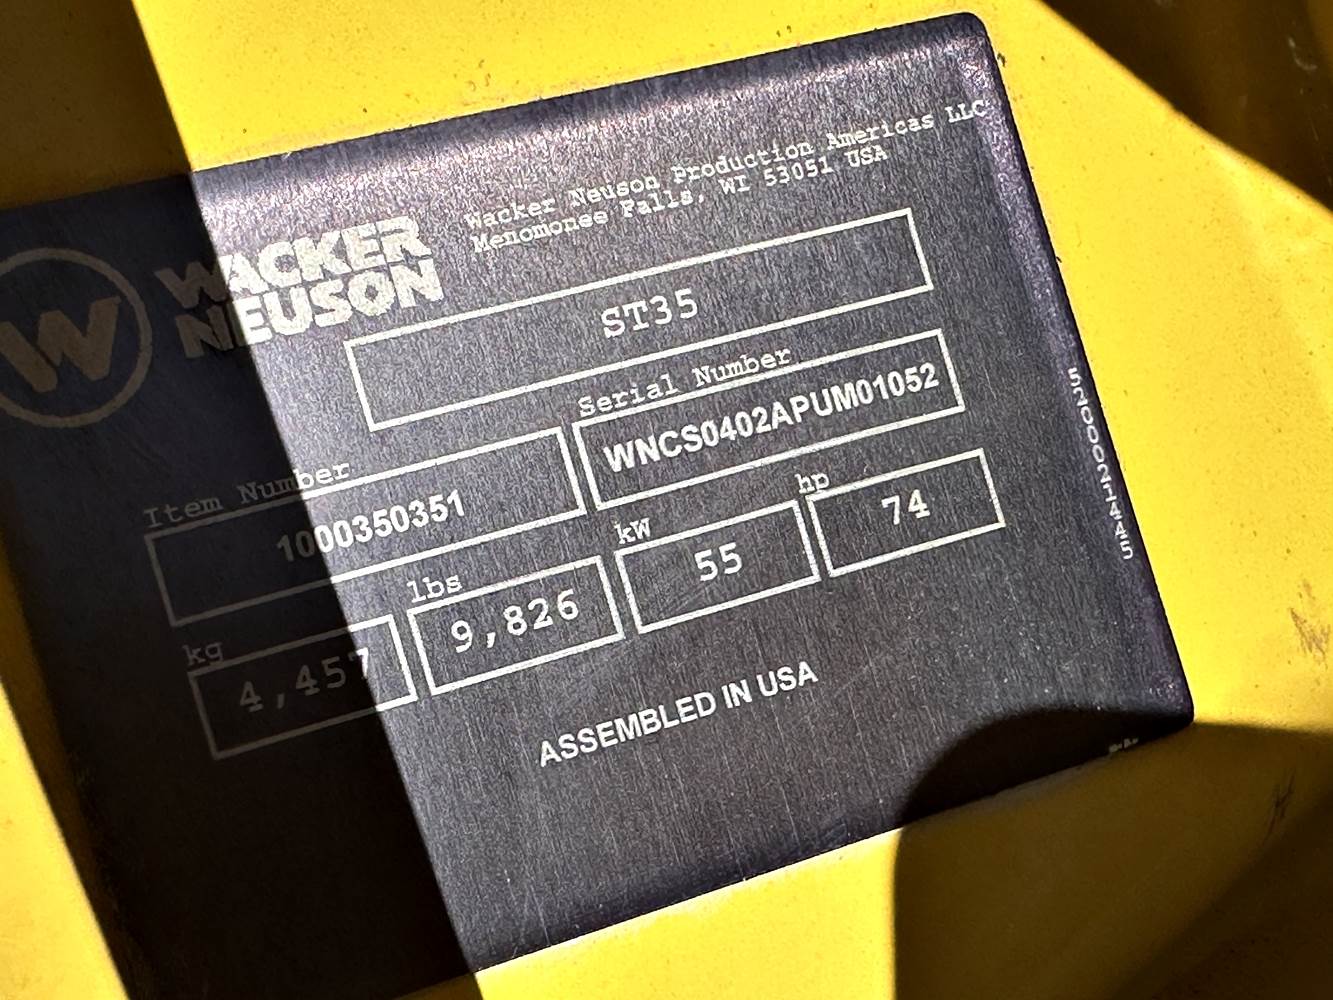 W
WACKER
NEUSON
Wacker Neuson Production Americas LLC
Menomonee Falls, WI 53051 USA
ST35
Item Number
1000350351
Serial Number
WNCS0402APUM01052
kg
4,457
lbs
9,826
kW
55
hp
74
ASSEMBLED IN USA
5200021445